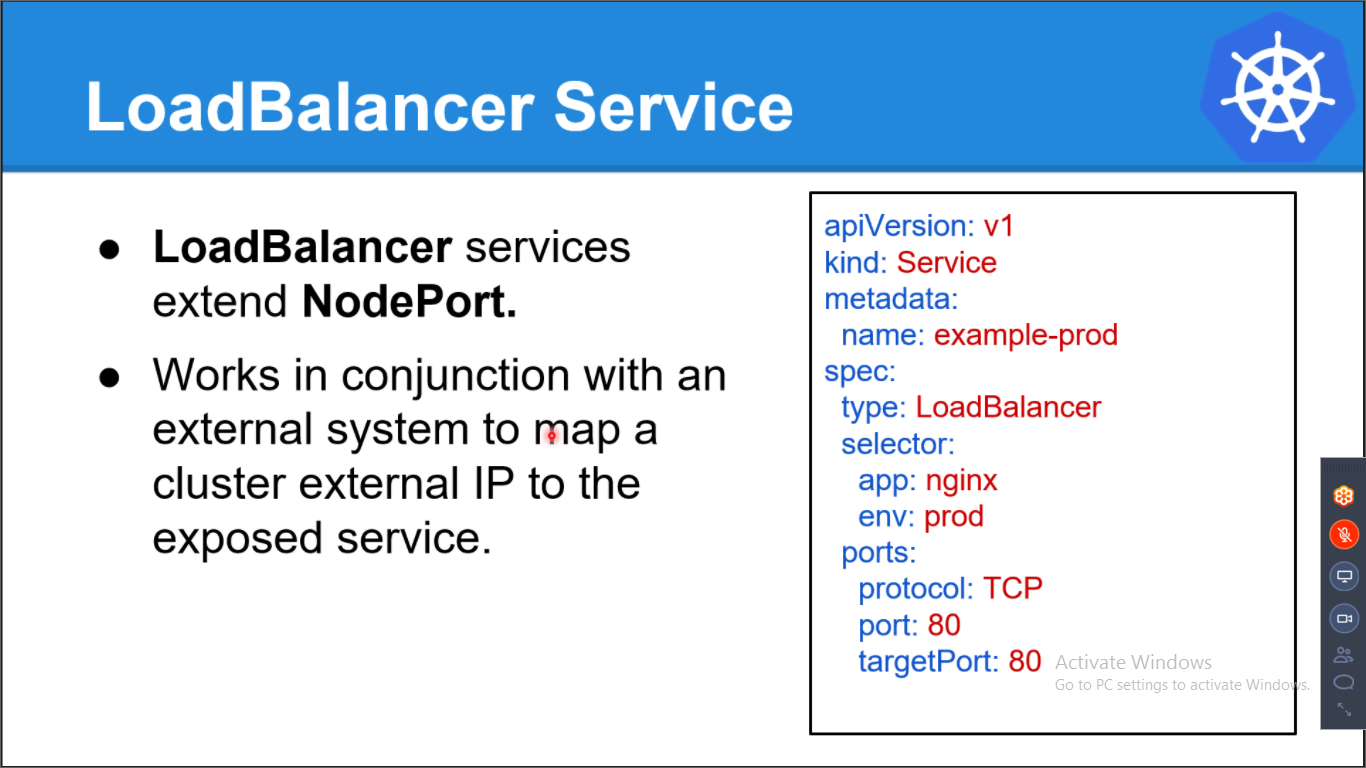 LoadBalancer Service
● LoadBalancer services
extend NodePort.
● Works in conjunction with an
external system to map a
cluster external IP to the
exposed service.
apiVersion: v1
kind: Service
metadata:
  name: example-prod
spec:
  type: LoadBalancer
  selector:
    app: nginx
    env: prod
  ports:
    protocol: TCP
    port: 80
    targetPort: 80
Activate Windows
Go to PC settings to activate Windows.